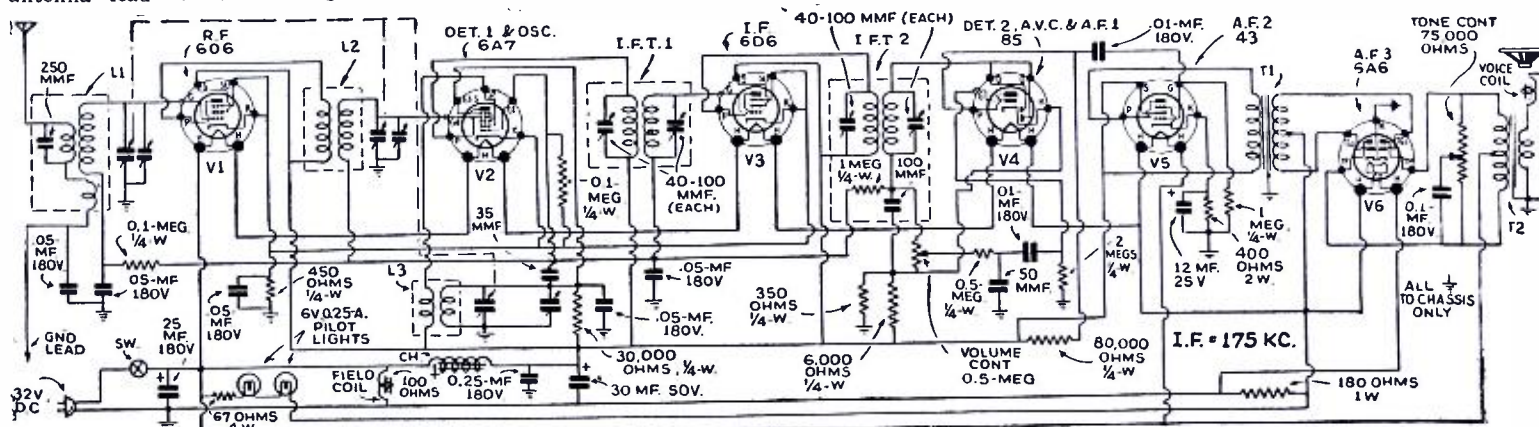 R.F
606
V1
L1
250
MMF
L2
DET. 1 & OSC.
6A7
V2
I.F.T. 1
0.1-
MEG
1/4-W.
40-100
MMF.
(EACH)
I.F.
6D6
V3
40-100 MMF (EACH)
I.F.T 2
1 MEG
1/4-W.
100
MMF
DET. 2, A.V.C. & A.F. 1
85
V4
.01-MF.
180V.
A.F. 2
43
V5
T1
A.F. 3
6A6
V6
TONE CONT
75,000
OHMS
VOICE
COIL
T2
0.1-
MF.
180V.
.05-
MF
180V.
0.1-MEG.
1/4-W
.05-MF
180V
.05
MF
180V
450
OHMS
1/4-W
6V.0.25-A.
PILOT
LIGHTS
35
MMF
L3
.05-MF
180V
.05-MF.
180V.
350
OHMS
1/4-W
6,000
OHMS
1/4-W
0.5-
MEG
1/4-W
.01-
MF
180V
50
MMF.
2
MEGS.
1/4-W
VOLUME
CONT
0.5-MEG
80,000
OHMS
1/4-W
12 MF.
25 V
1
MEG.
1/4-W.
400
OHMS
2 W.
ALL
TO CHASSIS
ONLY
I.F. = 175 KC.
180 OHMS
1 W
GND
LEAD
SW.
25
MF.
180V
32V.
D.C
67 OHMS
FIELD
COIL
CH.
100
OHMS
0.25-MF
180V
30,000
OHMS, 1/4-W.
30 MF. 50V.